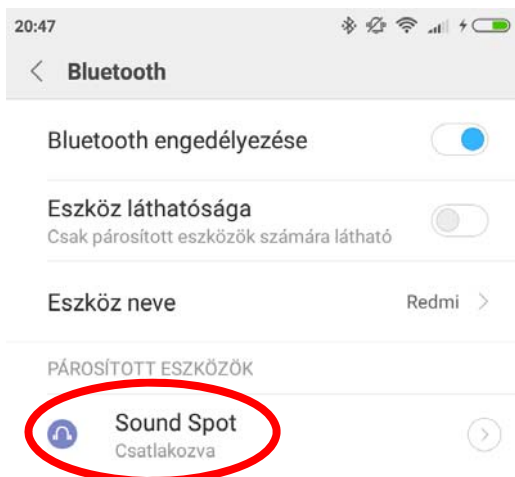 20:47
Bluetooth
Bluetooth engedélyezése
Eszköz láthatósága
Csak párosított eszközök számára látható
Eszköz neve Redmi
PÁROSÍTOTT ESZKÖZÖK
Sound Spot
Csatlakozva